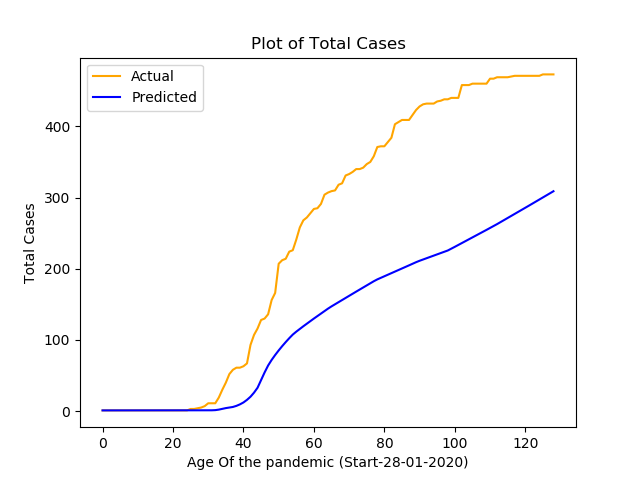 Plot of Total Cases
Actual
Predicted
400
300
200
100
0
Total Cases
0 20 40 60 80 100 120
Age Of the pandemic (Start-28-01-2020)